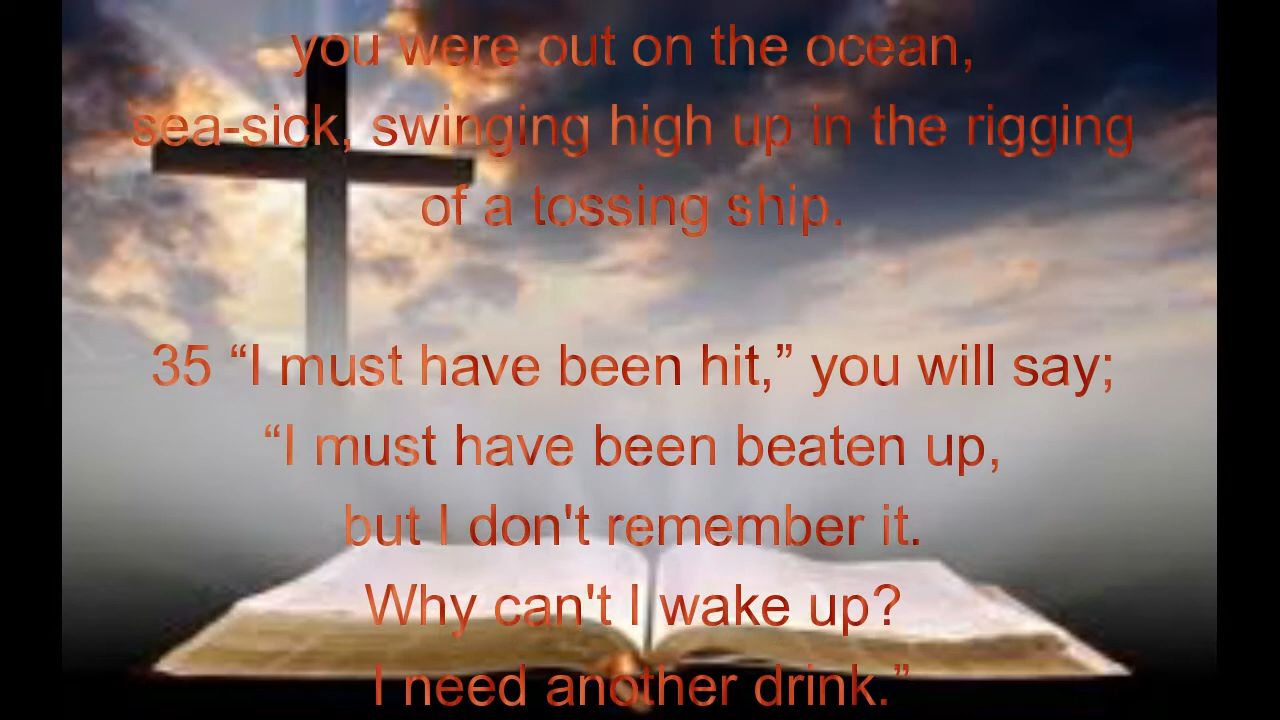 you were out on the ocean,
sea-sick, swinging high up in the rigging
of a tossing ship.
35 “I must have been hit,” you will say;
“I must have been beaten up,
but I don't remember it.
Why can't I wake up?
I need another drink.”